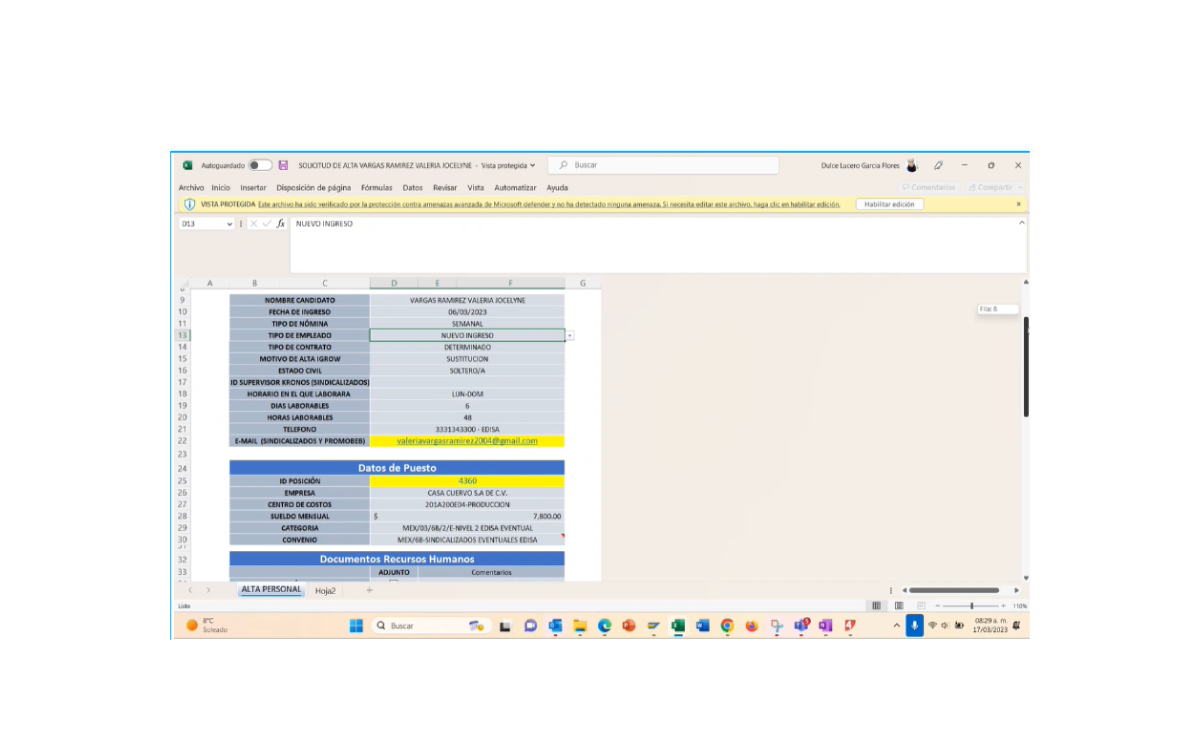 Autoguardado SOLICITUD DE ALTA VARGAS RAMIREZ VALERIA JOCELYNE - Vista protegida Buscar Dulce Lucero Garcia Flores
Archivo Inicio Insertar Disposición de página Fórmulas Datos Revisar Vista Automatizar Ayuda Comentarios Compartir
VISTA PROTEGIDA Este archivo ha sido verificado por la protección contra amenazas avanzada de Microsoft defender y no ha detectado ninguna amenaza. Si necesita editar este archivo, haga clic en habilitar edición. Habilitar edición
D13 fx NUEVO INGRESO
A B C D E F G
9 NOMBRE CANDIDATO VARGAS RAMIREZ VALERIA JOCELYNE
10 FECHA DE INGRESO 06/03/2023
11 TIPO DE NÓMINA SEMANAL
13 TIPO DE EMPLEADO NUEVO INGRESO
14 TIPO DE CONTRATO DETERMINADO
15 MOTIVO DE ALTA IGROW SUSTITUCION
16 ESTADO CIVIL SOLTERO/A
17 ID SUPERVISOR KRONOS (SINDICALIZADOS)
18 HORARIO EN EL QUE LABORARA LUN-DOM
19 DIAS LABORABLES 6
20 HORAS LABORABLES 48
21 TELEFONO 3331343300 - EDISA
22 E-MAIL (SINDICALIZADOS Y PROMOBEB) valeriavargasramirez2004@gmail.com
23
24 Datos de Puesto
25 ID POSICIÓN 4360
26 EMPRESA CASA CUERVO S.A DE C.V.
27 CENTRO DE COSTOS 201A200E04-PRODUCCION
28 SUELDO MENSUAL $ 7,800.00
29 CATEGORIA MEX/03/6B/2/E-NIVEL 2 EDISA EVENTUAL
30 CONVENIO MEX/6B-SINDICALIZADOS EVENTUALES EDISA
32 Documentos Recursos Humanos
33 ADJUNTO Comentarios
Fila: 8
ALTA PERSONAL Hoja2
Listo 110%
8°C
Soleado
Buscar
08:29 a. m.
17/03/2023